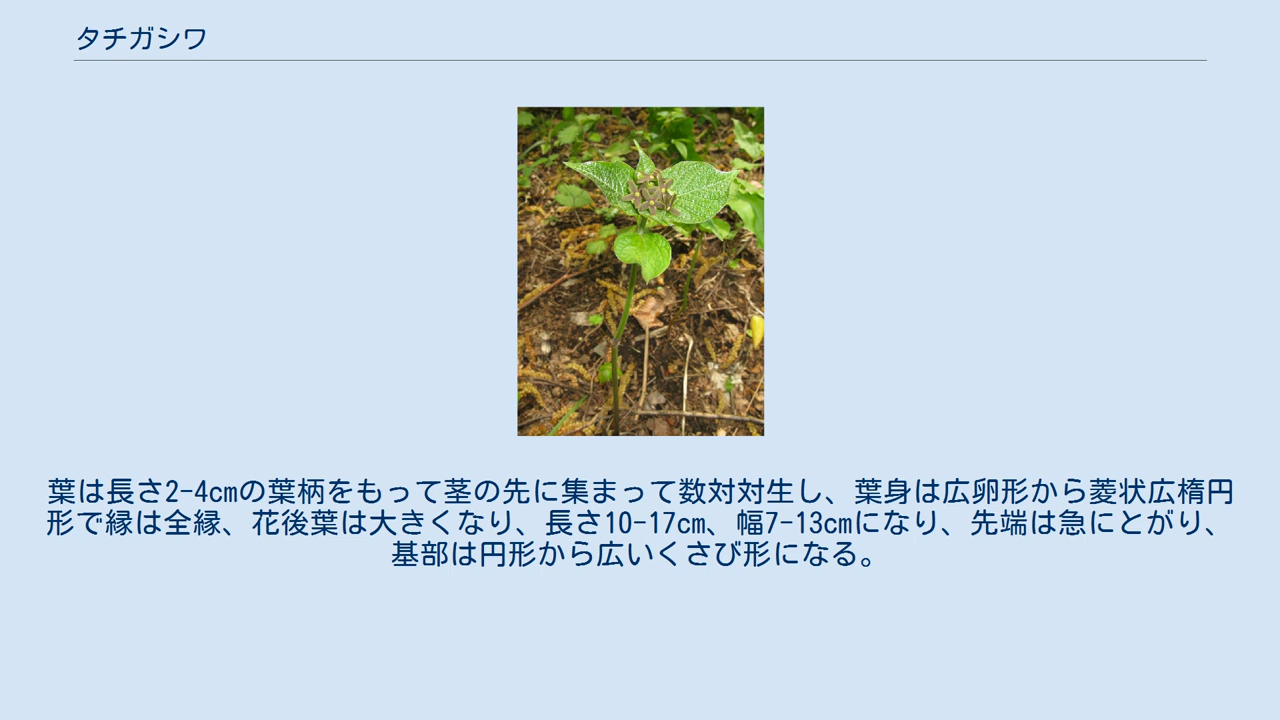 タチガシワ
葉は長さ2-4cmの葉柄をもって茎の先に集まって数対対生し、葉身は広卵形から菱状広楕円
形で縁は全縁、花後葉は大きくなり、長さ10-17cm、幅7-13cmになり、先端は急にとがり、
基部は円形から広いくさび形になる。